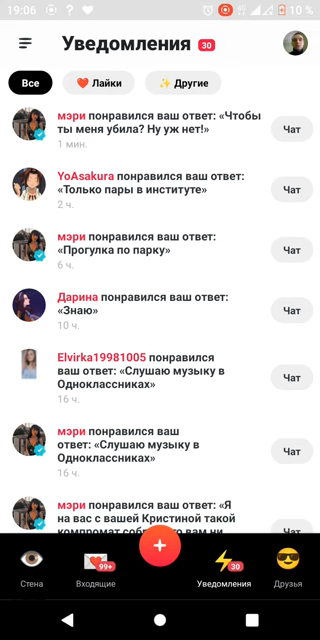 19:06
4G
10 %
Уведомления 30
Все
❤️ Лайки
✨ Другие
мэри понравился ваш ответ: «Чтобы
ты меня убила? Ну уж нет!»
1 мин.
Чат
YoAsakura понравился ваш ответ:
«Только пары в институте»
2 ч.
Чат
мэри понравился ваш ответ:
«Прогулка по парку»
6 ч.
Чат
Дарина понравился ваш ответ:
«Знаю»
10 ч.
Чат
Elvirka19981005 понравился
ваш ответ: «Слушаю музыку в
Одноклассниках»
16 ч.
Чат
мэри понравился ваш
ответ: «Слушаю музыку в
Одноклассниках»
16 ч.
Чат
мэри понравился ваш ответ: «Я
на вас с вашей Кристиной такой
компромат
вам ни
Чат
99+
30
Стена
Входящие
Уведомления
Друзья